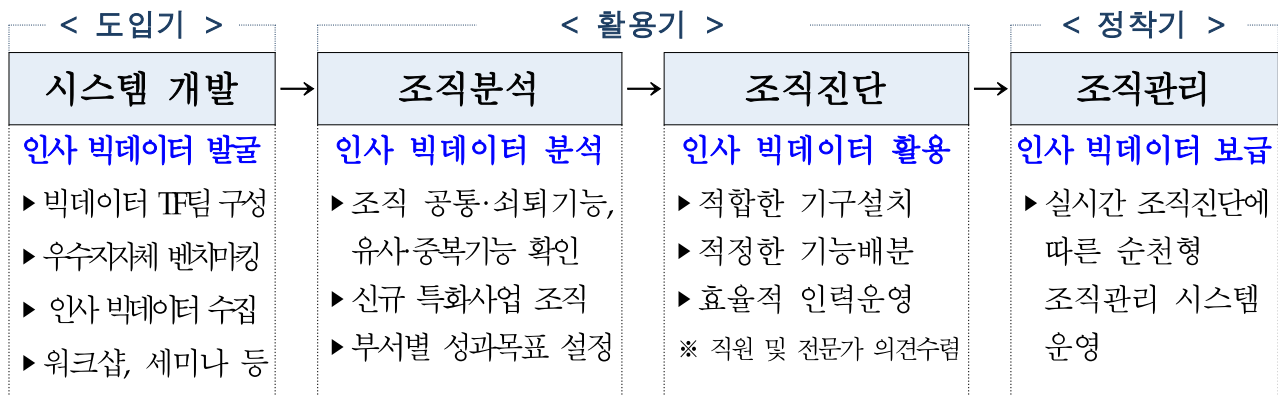 < 도입기 >
시스템 개발
인사 빅데이터 발굴
▸빅데이터 TF팀 구성
▸우수지자체 벤치마킹
▸인사 빅데이터 수집
▸워크샵, 세미나 등
< 활용기 >
→
조직분석
인사 빅데이터 분석
▸조직 공통·쇠퇴기능,
유사·중복기능 확인
▸신규 특화사업 조직
▸부서별 성과목표 설정
→
조직진단
인사 빅데이터 활용
▸적합한 기구설치
▸적정한 기능배분
▸효율적 인력운영
※ 직원 및 전문가 의견수렴
→
< 정착기 >
조직관리
인사 빅데이터 보급
▸실시간 조직진단에
따른 순천형
조직관리 시스템
운영